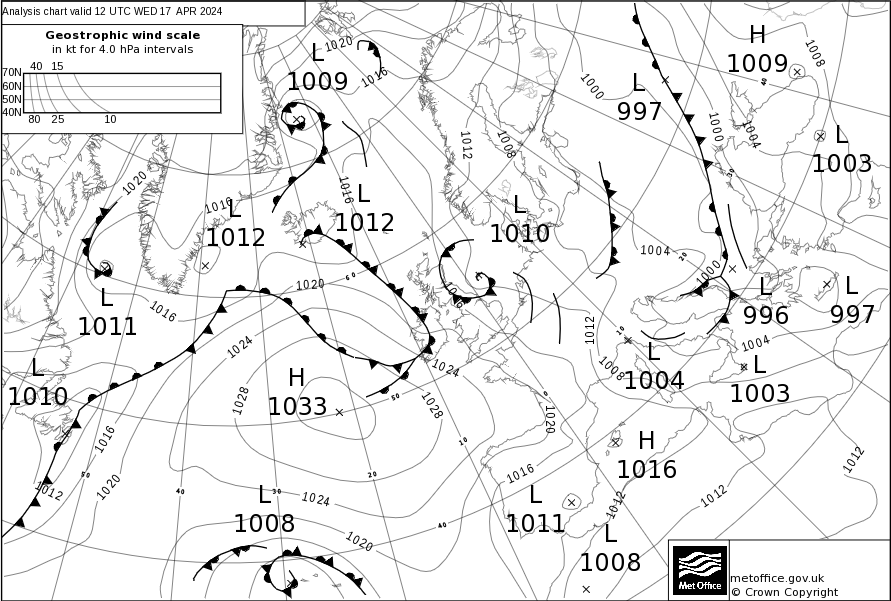 Analysis chart valid 12 UTC WED 17 APR 2024
Geostrophic wind scale
in kt for 4.0 hPa intervals
40 15
70N
60N
50N
40N
80 25 10
L
1009
1020
1016
H
1009
1008
40
L
997
1000
1000
1004
L
1003
1012
1008
30
1020
1016
L
1012
1016
L
1012
L
1010
1004
20
1000
60
1020
L
1011
1016
1016
L
996
L
997
1012
10
1004
1024
L
1010
L
1004
1008
L
1003
H
1033
1028
1024
50
1028
0
1020
10
1016
H
1016
1016
1012
50
1012
1020
40
30
20
1024
L
1008
L
1011
1012
1012
40
1020
L
1008
Met Office
metoffice.gov.uk
© Crown Copyright